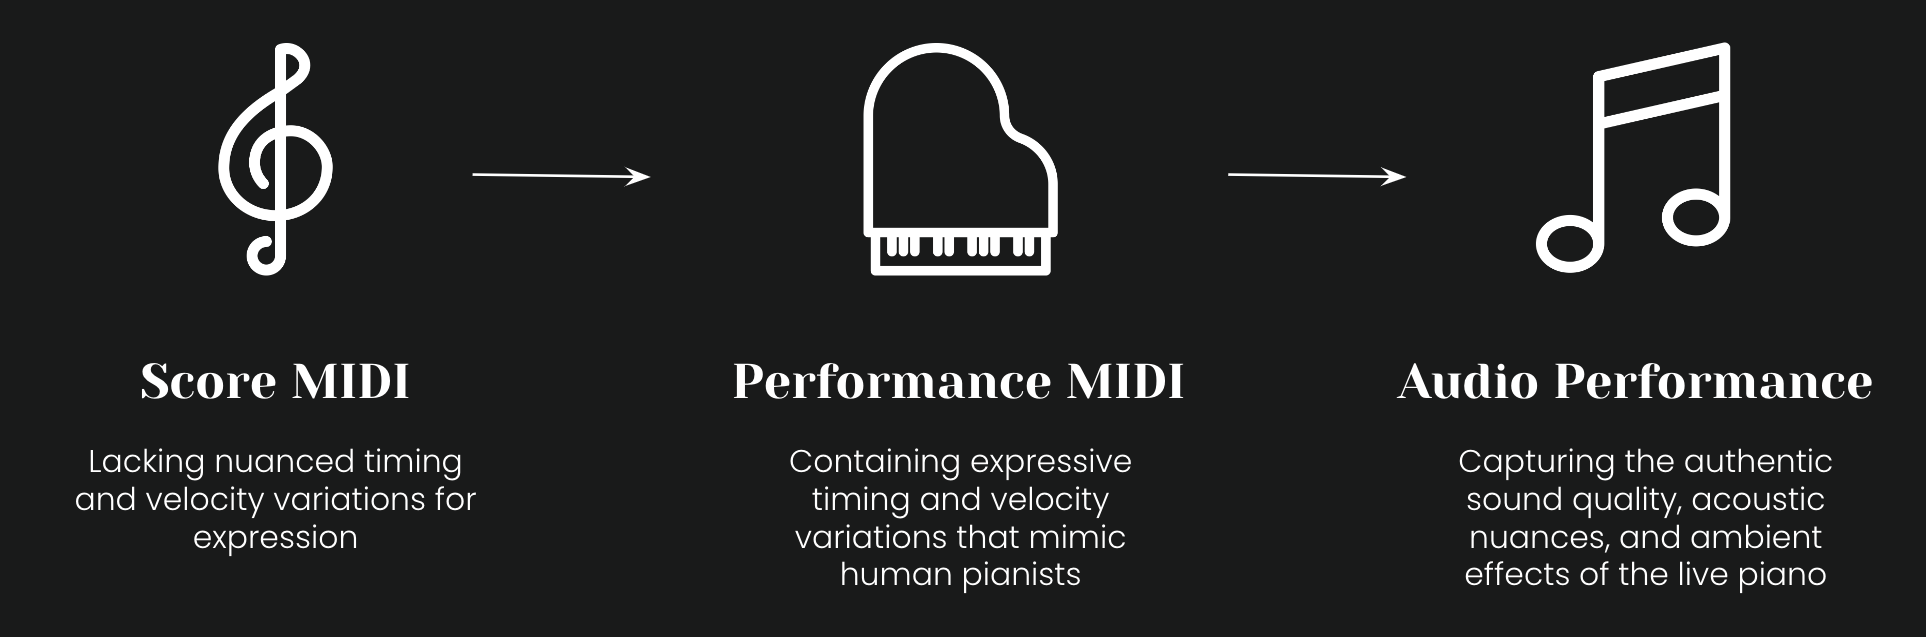 Score MIDI
Lacking nuanced timing
and velocity variations for
expression
Performance MIDI
Containing expressive
timing and velocity
variations that mimic
human pianists
Audio Performance
Capturing the authentic
sound quality, acoustic
nuances, and ambient
effects of the live piano